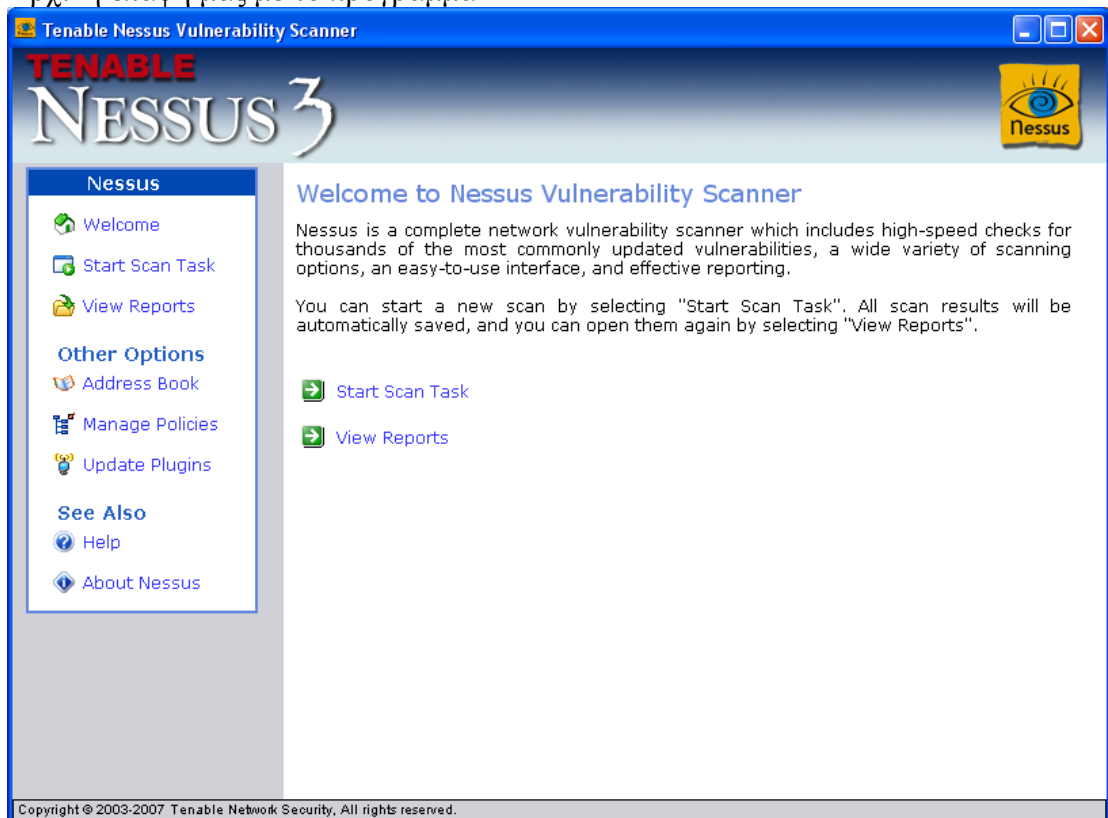 με το πρόγραμμα
Tenable Nessus Vulnerability Scanner
TENABLE
NESSUS 3
nessus
Nessus
Welcome
Start Scan Task
View Reports
Other Options
Address Book
Manage Policies
Update Plugins
See Also
Help
About Nessus
Welcome to Nessus Vulnerability Scanner
Nessus is a complete network vulnerability scanner which includes high-speed checks for
thousands of the most commonly updated vulnerabilities, a wide variety of scanning
options, an easy-to-use interface, and effective reporting.
You can start a new scan by selecting "Start Scan Task". All scan results will be
automatically saved, and you can open them again by selecting "View Reports".
Start Scan Task
View Reports
Copyright © 2003-2007 Tenable Network Security, All rights reserved.